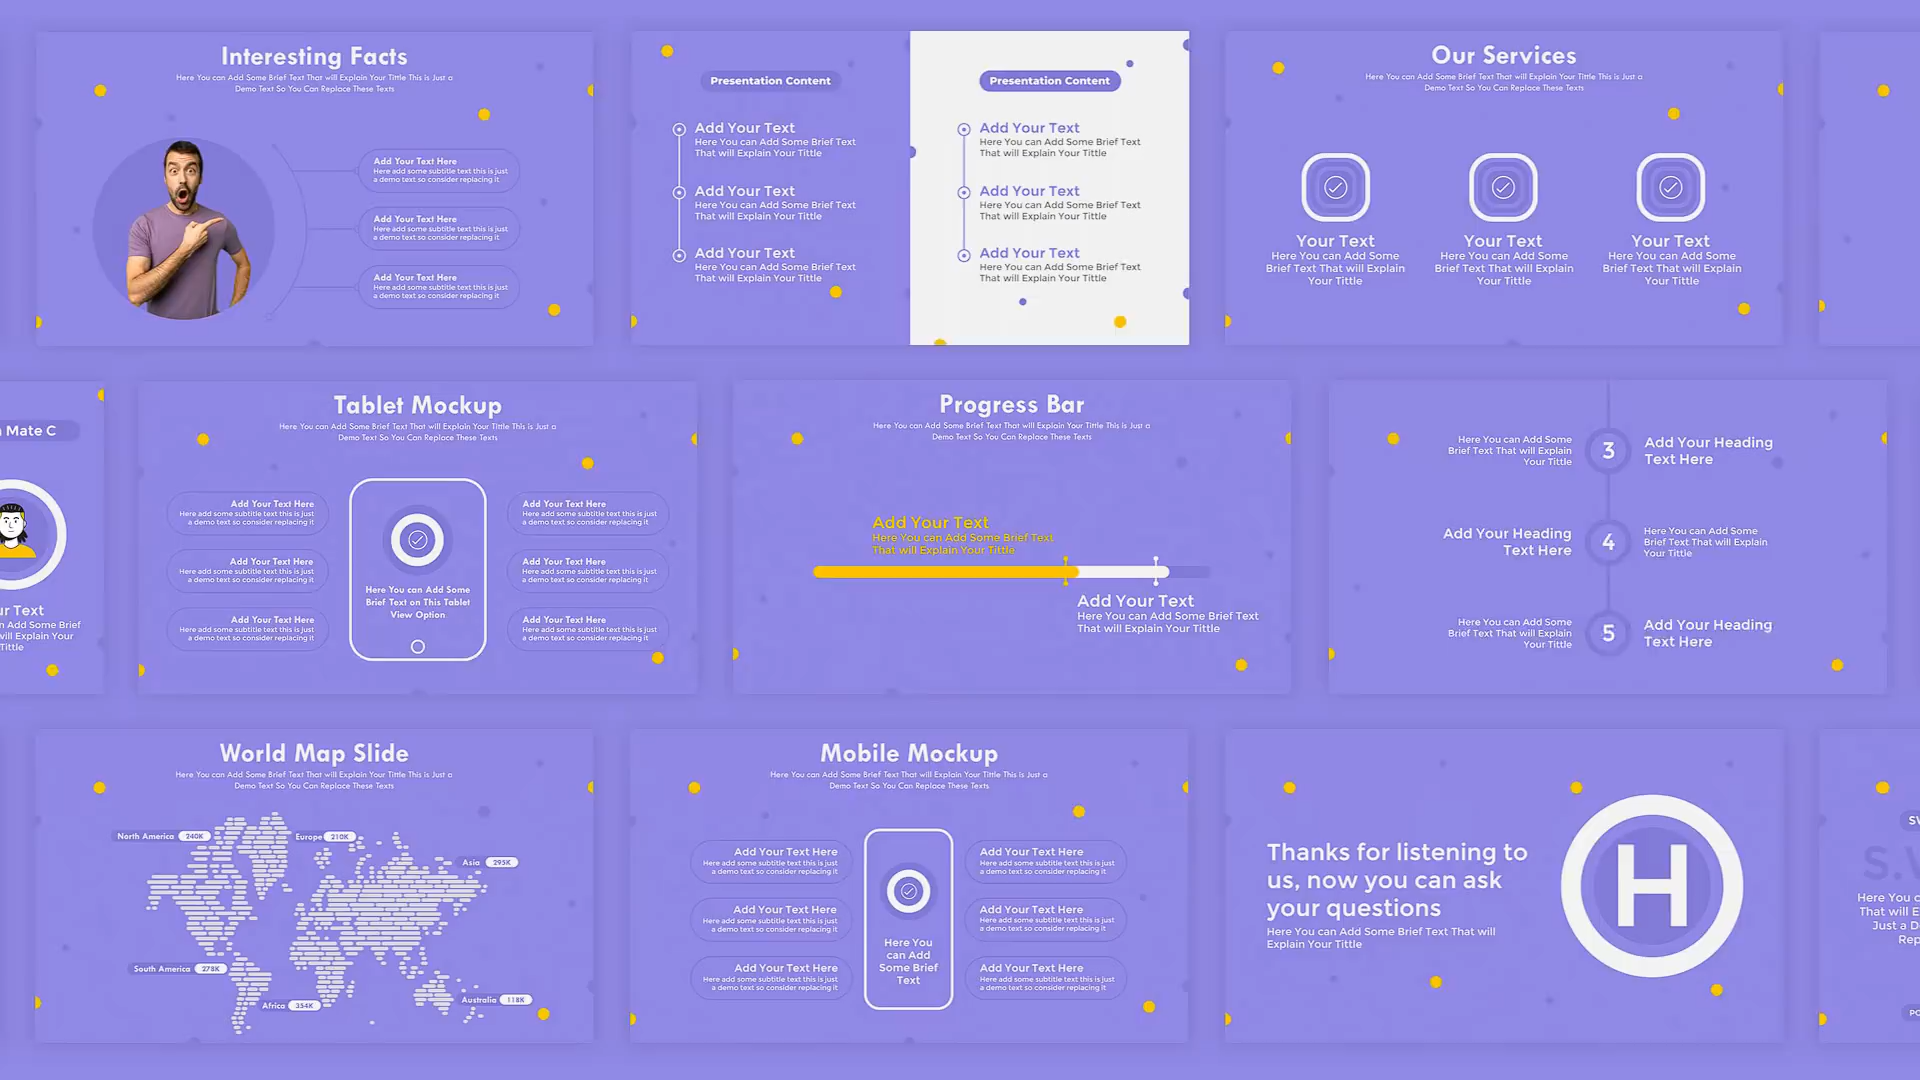 Interesting Facts
Here You can Add Some Brief Text That will Explain Your Tittle This is Just a
Demo Text So You Can Replace These Texts
Add Your Text Here
Here add some subtitle text this is just
a demo text so consider replacing it
Add Your Text Here
Here add some subtitle text this is just
a demo text so consider replacing it
Add Your Text Here
Here add some subtitle text this is just
a demo text so consider replacing it
Presentation Content
Add Your Text
Here You can Add Some Brief Text
That will Explain Your Tittle
Add Your Text
Here You can Add Some Brief Text
That will Explain Your Tittle
Add Your Text
Here You can Add Some Brief Text
That will Explain Your Tittle
Presentation Content
Add Your Text
Here You can Add Some Brief Text
That will Explain Your Tittle
Add Your Text
Here You can Add Some Brief Text
That will Explain Your Tittle
Add Your Text
Here You can Add Some Brief Text
That will Explain Your Tittle
Our Services
Here You can Add Some Brief Text That will Explain Your Tittle This is Just a
Demo Text So You Can Replace These Texts
Your Text
Here You can Add Some
Brief Text That will Explain
Your Tittle
Your Text
Here You can Add Some
Brief Text That will Explain
Your Tittle
Your Text
Here You can Add Some
Brief Text That will Explain
Your Tittle
Mate C
Text
Add Some Brief
will Explain Your
Tablet Mockup
Here You can Add Some Brief Text That will Explain Your Tittle This is Just a
Demo Text So You Can Replace These Texts
Add Your Text Here
Here add some subtitle text this is just
a demo text so consider replacing it
Add Your Text Here
Here add some subtitle text this is just
a demo text so consider replacing it
Add Your Text Here
Here add some subtitle text this is just
a demo text so consider replacing it
Here You can Add Some
Brief Text on This Tablet
View Option
Add Your Text Here
Here add some subtitle text this is just
a demo text so consider replacing it
Add Your Text Here
Here add some subtitle text this is just
a demo text so consider replacing it
Add Your Text Here
Here add some subtitle text this is just
a demo text so consider replacing it
Progress Bar
Here You can Add Some Brief Text That will Explain Your Tittle This is Just a
Demo Text So You Can Replace These Texts
Add Your Text
Here You can Add Some Brief Text
That will Explain Your Tittle
Add Your Text
Here You can Add Some Brief Text
That will Explain Your Tittle
Here You can Add Some
Brief Text That will Explain
Your Tittle
3
Add Your Heading
Text Here
Add Your Heading
Text Here
4
Here You can Add Some
Brief Text That will Explain
Your Tittle
Here You can Add Some
Brief Text That will Explain
Your Tittle
5
Add Your Heading
Text Here
World Map Slide
Here You can Add Some Brief Text That will Explain Your Tittle This is Just a
Demo Text So You Can Replace These Texts
North America 240K
Europe 210K
Asia 295K
South America 278K
Africa 354K
Australia 118K
Mobile Mockup
Here You can Add Some Brief Text That will Explain Your Tittle This is Just a
Demo Text So You Can Replace These Texts
Add Your Text Here
Here add some subtitle text this is just
a demo text so consider replacing it
Add Your Text Here
Here add some subtitle text this is just
a demo text so consider replacing it
Add Your Text Here
Here add some subtitle text this is just
a demo text so consider replacing it
Here You
can Add
Some Brief
Text
Add Your Text Here
Here add some subtitle text this is just
a demo text so consider replacing it
Add Your Text Here
Here add some subtitle text this is just
a demo text so consider replacing it
Add Your Text Here
Here add some subtitle text this is just
a demo text so consider replacing it
Thanks for listening to
us, now you can ask
your questions
Here You can Add Some Brief Text That will
Explain Your Tittle
H
Here You
That will
Just a